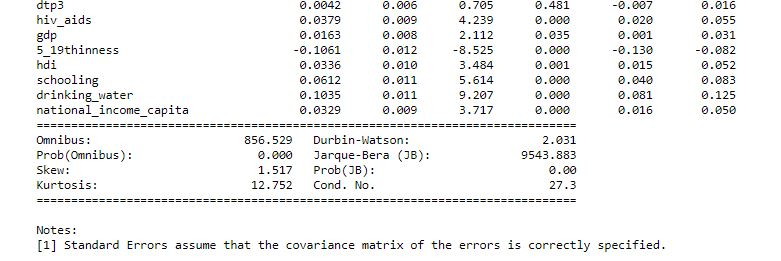 dtp3 0.0042 0.006 0.705 0.481 -0.007 0.016
hiv_aids 0.0379 0.009 4.239 0.000 0.020 0.055
gdp 0.0163 0.008 2.112 0.035 0.001 0.031
5_19thinness -0.1061 0.012 -8.525 0.000 -0.130 -0.082
hdi 0.0336 0.010 3.484 0.001 0.015 0.052
schooling 0.0612 0.011 5.614 0.000 0.040 0.083
drinking_water 0.1035 0.011 9.207 0.000 0.081 0.125
national_income_capita 0.0329 0.009 3.717 0.000 0.016 0.050
==============================================================================
Omnibus: 856.529 Durbin-Watson: 2.031
Prob(Omnibus): 0.000 Jarque-Bera (JB): 9543.883
Skew: 1.517 Prob(JB): 0.00
Kurtosis: 12.752 Cond. No. 27.3
==============================================================================
Notes:
[1] Standard Errors assume that the covariance matrix of the errors is correctly specified.